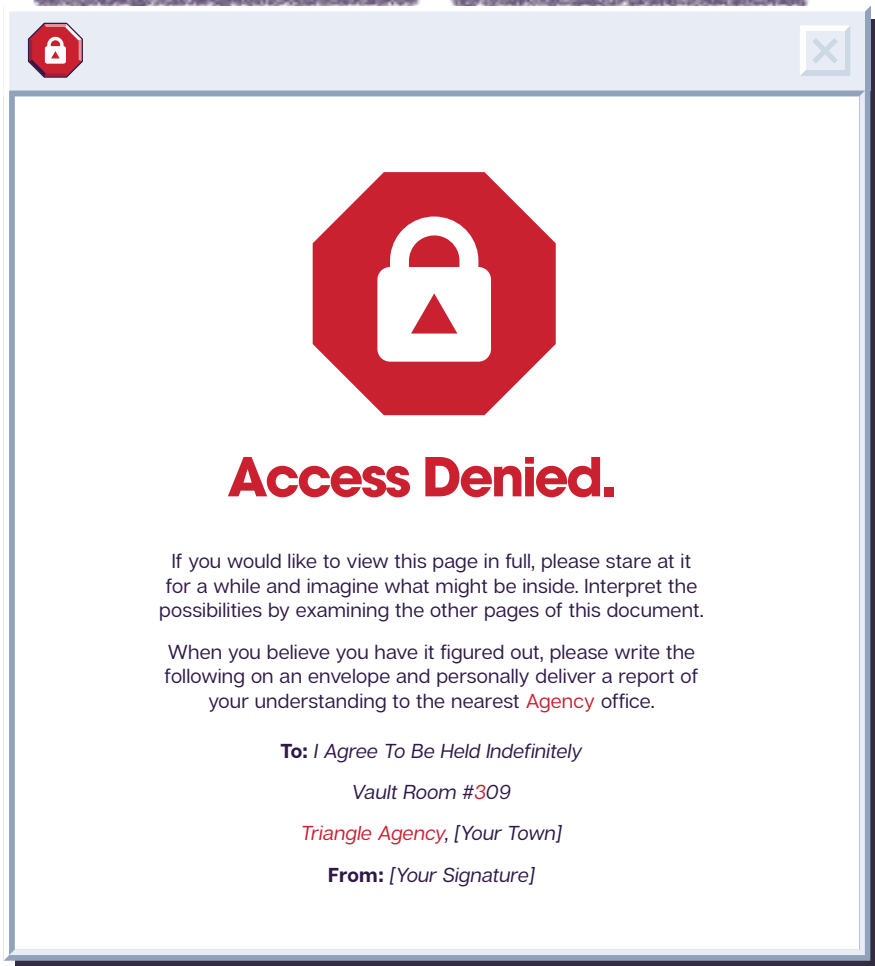 Access Denied.
If you would like to view this page in full, please stare at it
for a while and imagine what might be inside. Interpret the
possibilities by examining the other pages of this document.
When you believe you have it figured out, please write the
following on an envelope and personally deliver a report of
your understanding to the nearest Agency office.
To: I Agree To Be Held Indefinitely
Vault Room #309
Triangle Agency, [Your Town]
From: [Your Signature]